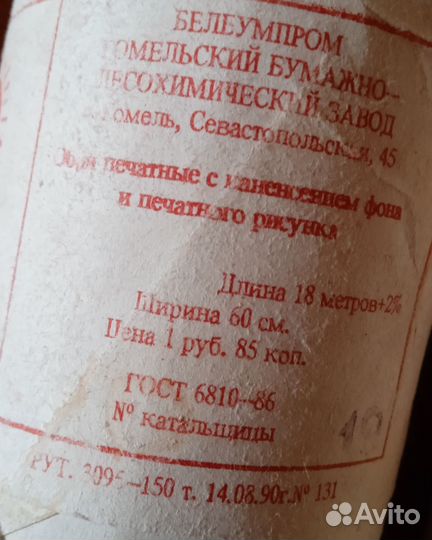 БЕЛЕУМПРОМ
ГОМЕЛЬСКИЙ БУМАЖНО-
ЛЕСОХИМИЧЕСКИЙ ЗАВОД
Гомель, Севастопольская, 45
Обои печатные с наненсением фона
и печатного рисунка
Длина 18 метров+2%
Ширина 60 см.
Цена 1 руб. 85 коп.
ГОСТ 6810-86
№ катальщицы
РУТ. 3095-150 т. 14.08.90г.№ 131
Avito